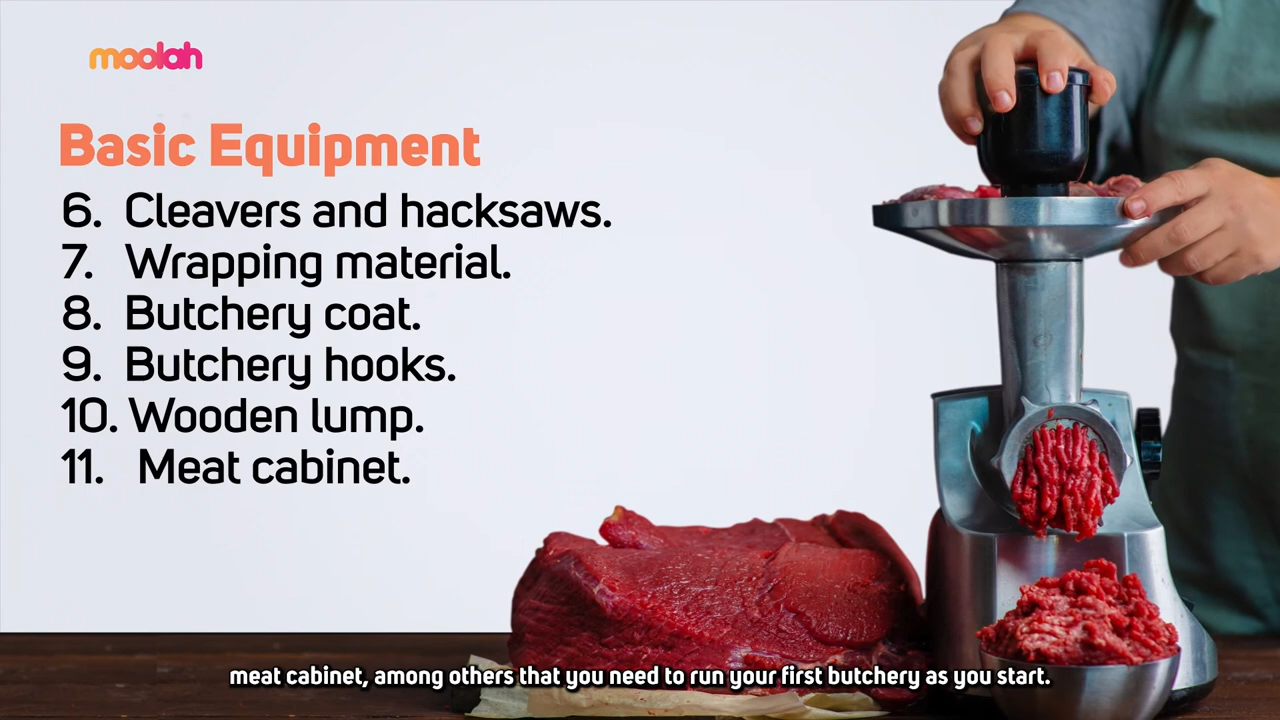 moolah
Basic Equipment
6. Cleavers and hacksaws.
7. Wrapping material.
8. Butchery coat.
9. Butchery hooks.
10. Wooden lump.
11. Meat cabinet.
meat cabinet, among others that you need to run your first butchery as you start.